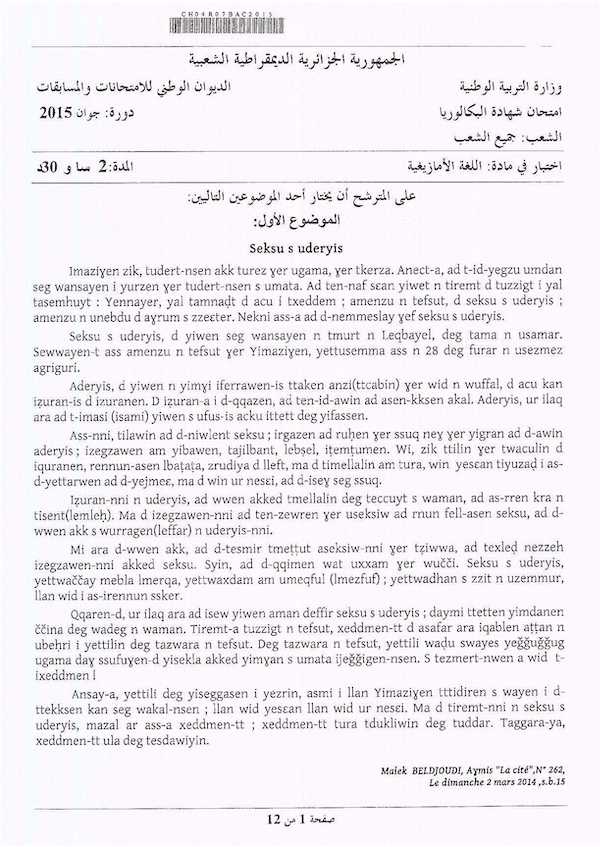 CH04R07BAC2015
الجمهورية الجزائرية الديمقراطية الشعبية
وزارة التربية الوطنية الديوان الوطني للامتحانات والمسابقات
امتحان شهادة البكالوريا دورة: جوان 2015
الشعب: جميع الشعب
اختبار في مادة: اللغة الأمازيغية المدة: 2 سا و 30د
على المترشح أن يختار أحد الموضوعين التاليين:
الموضوع الأول:
Seksu s uderyis
Imaziɣen zik, tudert-nsen akk turez ɣer ugama, ɣer tkerza. Anect-a, ad t-id-yegzu umdan
seg wansayen i yurzen ɣer tudert-nsen s umata. Ad ten-naf sɛan yiwet n tiremt d tuzzigt i yal
tasemhuyt : Yennayer, yal tamnaḍt d acu i txeddem ; amenzu n tefsut, d seksu s uderyis ;
amenzu n unebdu d aɣrum s zzeɛter. Nekni ass-a ad d-nemmeslay ɣef seksu s uderyis.
Seksu s uderyis, d yiwen seg wansayen n tmurt n Leqbayel, deg tama n usamar.
Sewwayen-t ass amenzu n tefsut ɣer Yimaziɣen, yettusemma ass n 28 deg furar n usezmez
agriguri.
Aderyis, d yiwen n yimɣi iferrawen-is ttaken anzi(ttcabin) ɣer wid n wuffal, d acu kan
iẓuran-is d izuranen. D iẓuran-a i d-qqazen, ad ten-id-awin ad asen-kksen akal. Aderyis, ur ilaq
ara ad t-imasi (isami) yiwen s ufus-is acku ittett deg yifassen.
Ass-nni, tilawin ad d-niwlent seksu ; irgazen ad ruḥen ɣer ssuq neɣ ɣer yigran ad d-awin
aderyis ; izegzawen am yibawen, tajilbant, lebṣel, iṭemṭumen. Wi, zik ttilin ɣer twaculin d
iquranen, rennun-asen lbaṭaṭa, zrudiya d lleft, ma d timellalin am tura, win yesɛan tiyuzaḍ i as-
d-yettarwen ad d-yejmeɛ, ma d win ur nesɛi, ad d-iseɣ seg ssuq.
Iẓuran-nni n uderyis, ad wwen akked tmellalin deg teccuyt s waman, ad as-rren kra n
tisent(lemleḥ). Ma d izegzawen-nni ad ten-zewren ɣer useksiw ad rnun fell-asen seksu, ad d-
wwen akk s wurragen(leffar) n uderyis-nni.
Mi ara d-wwen akk, ad d-tesmir tmeṭṭut aseksiw-nni ɣer tẓiwwa, ad texleḍ nezzeh
izegzawen-nni akked seksu. Syin, ad d-qqimen wat uxxam ɣer wučči. Seksu s uderyis,
yettwaččay mebla lmerqa, yettwaxdam am umeqful (lmezfuf) ; yettwadhan s zzit n uzemmur,
llan wid i as-irennun ssker.
Qqaren-d, ur ilaq ara ad isew yiwen aman deffir seksu s uderyis ; daymi ttetten yimdanen
ččina deg wadeg n waman. Tiremt-a tuzzigt n tefsut, xeddmen-tt d asafar ara iqablen aṭṭan n
ubeḥri i yettilin deg tazwara n tefsut. Deg tazwara n tefsut, yettili waḍu swayes yeğğuğğug
ugama daɣ ssufuɣen-d yisekla akked yimɣan s umata ijeğğigen-nsen. S tezmert-nwen a wid t-
ixeddmen !
Ansay-a, yettili deg yiseggasen i yezrin, asmi i llan Yimaziɣen tttidiren s wayen i d-
ttekksen kan seg wakal-nsen ; llan wid yesɛan llan wid ur nesɛi. Ma d tiremt-nni n seksu s
uderyis, mazal ar ass-a xeddmen-tt ; xeddmen-tt tura tdukliwin deg tuddar. Taggara-ya,
xeddmen-tt ula deg tesdawiyin.
Malek BELDJOUDI, Aɣmis "La cité",N° 262,
Le dimanche 2 mars 2014 ,s.b.15
صفحة 1 من 12